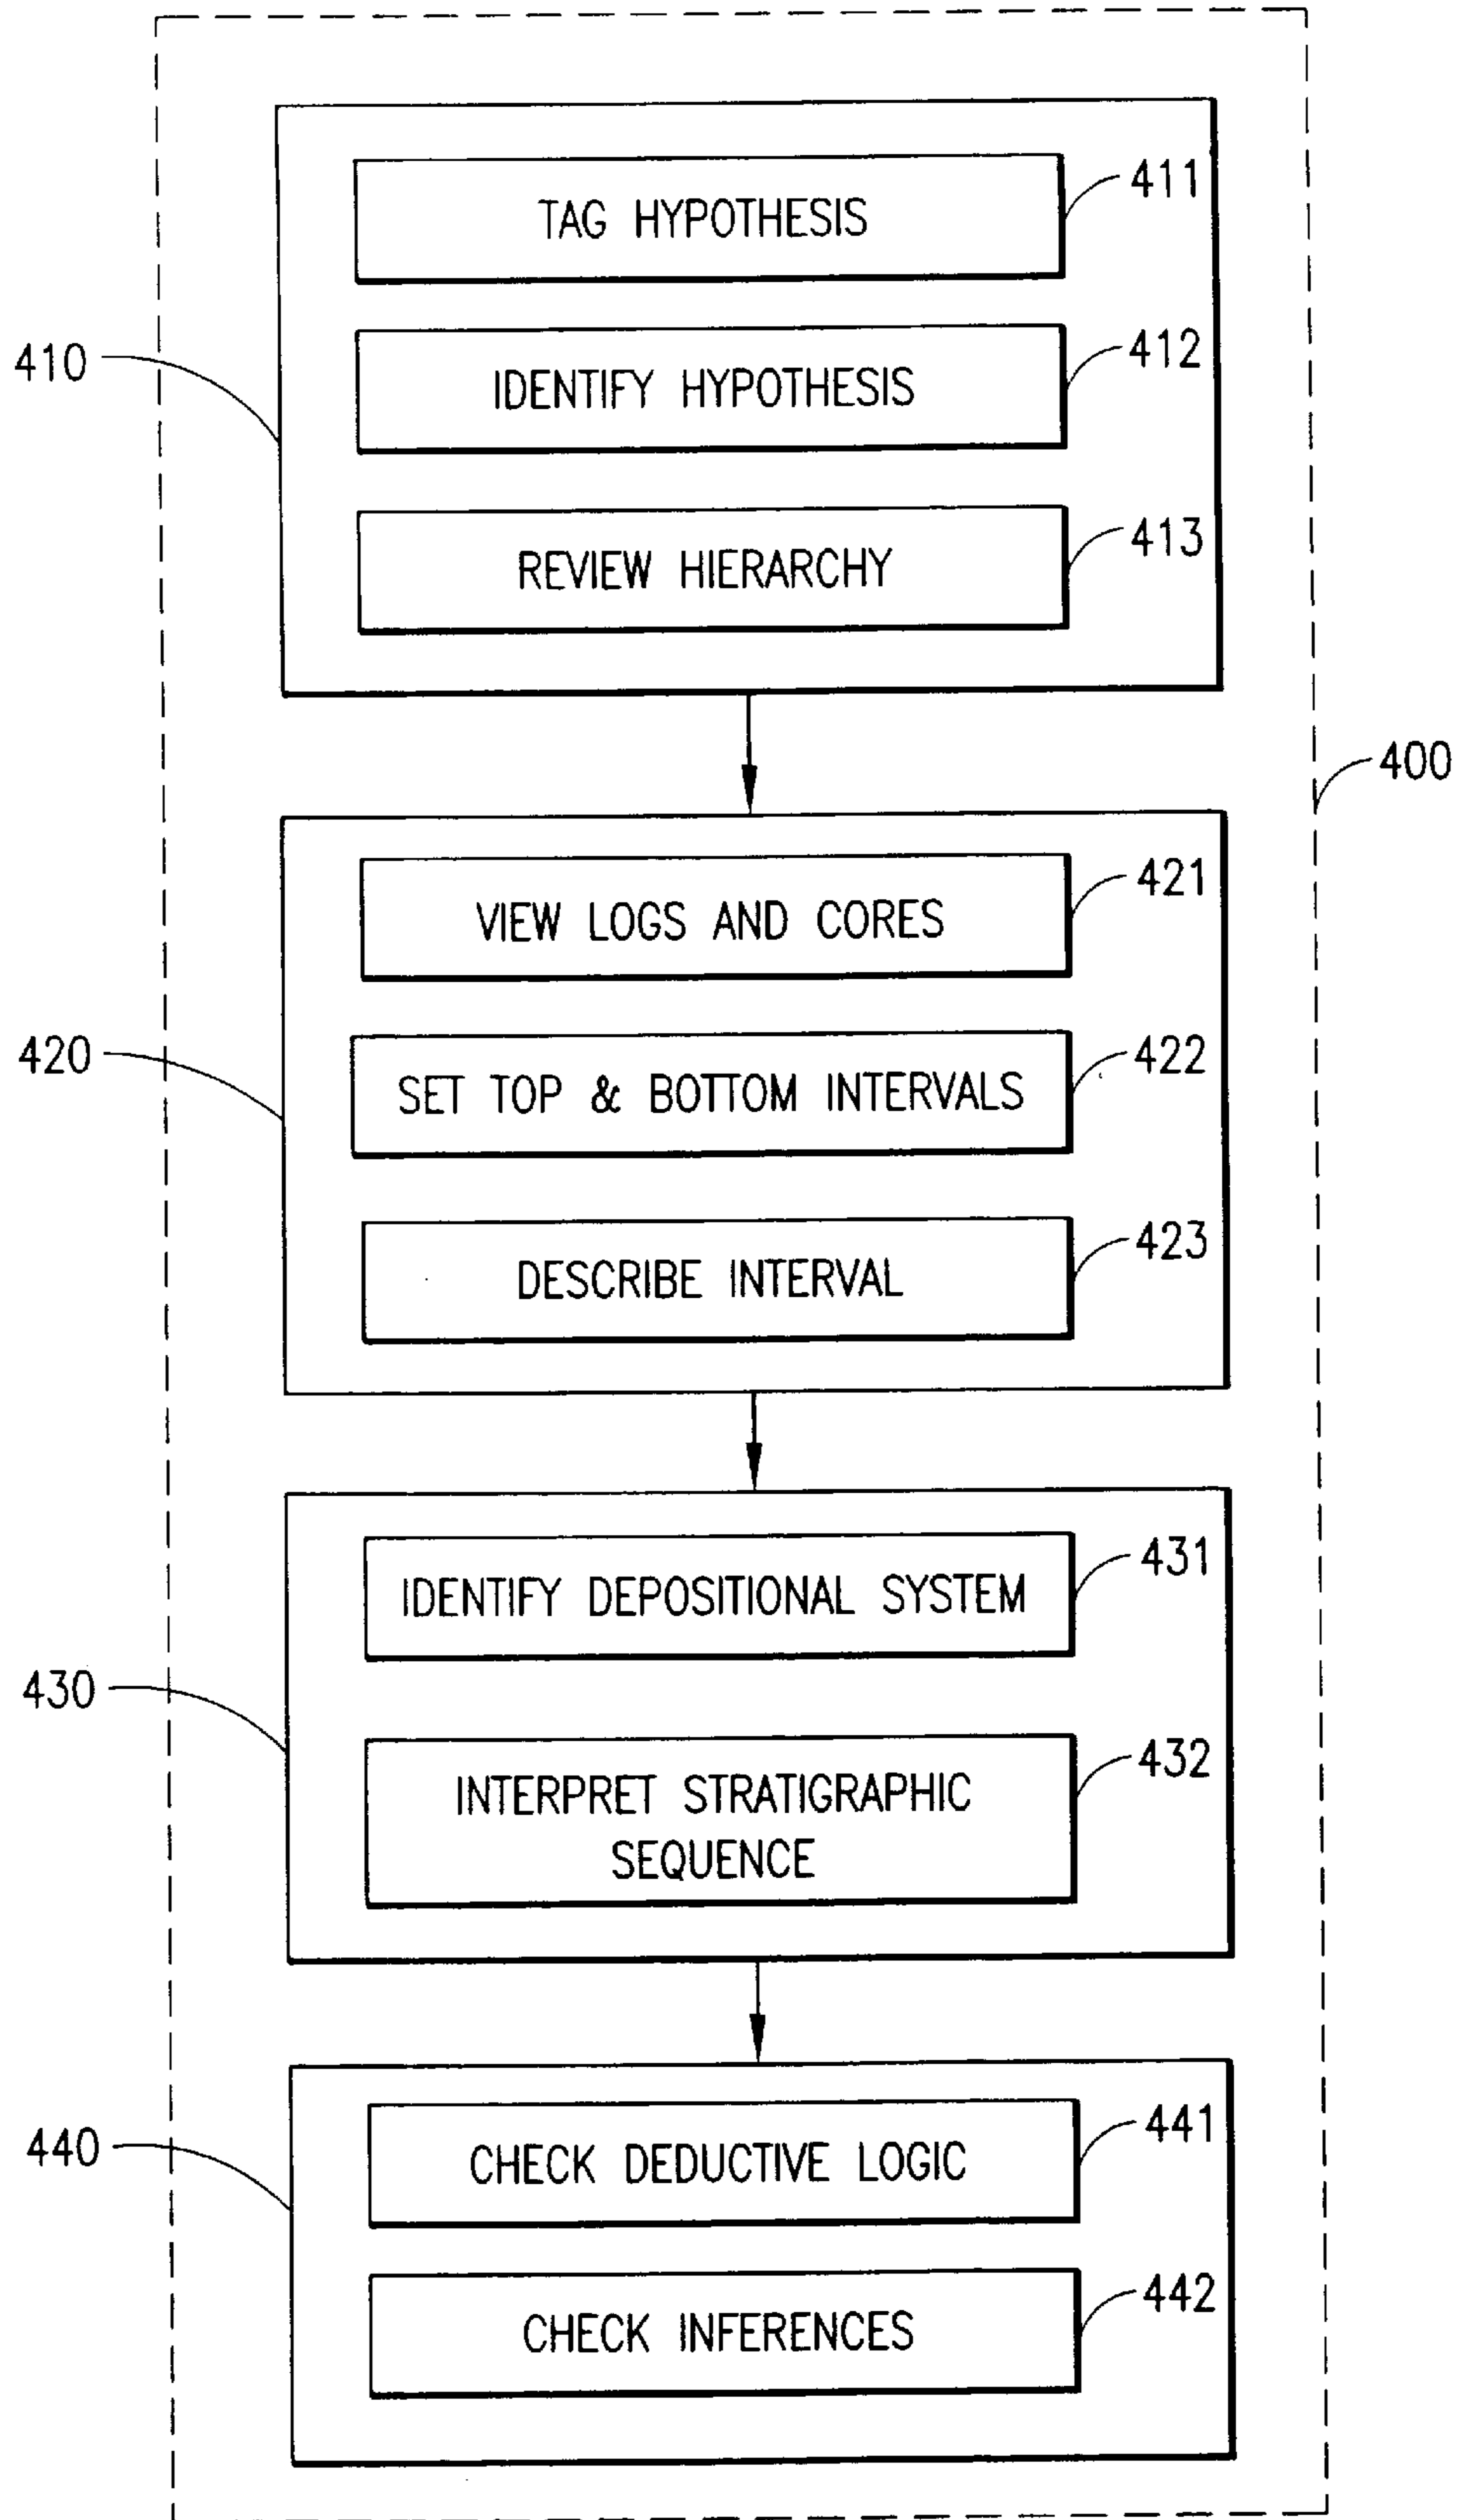 TAG HYPOTHESIS
411
410
IDENTIFY HYPOTHESIS
412
REVIEW HIERARCHY
413
400
VIEW LOGS AND CORES
421
420
SET TOP & BOTTOM INTERVALS
422
DESCRIBE INTERVAL
423
IDENTIFY DEPOSITIONAL SYSTEM
431
430
INTERPRET STRATIGRAPHIC
SEQUENCE
432
440
CHECK DEDUCTIVE LOGIC
441
CHECK INFERENCES
442